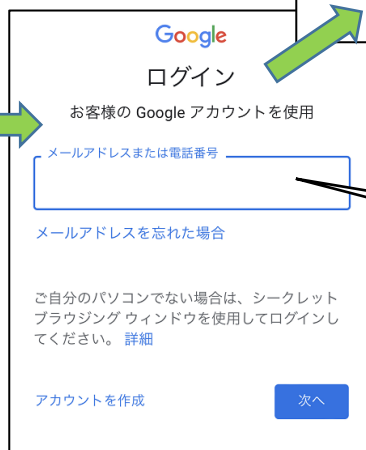 Google
ログイン
お客様の Google アカウントを使用
メールアドレスまたは電話番号
メールアドレスを忘れた場合
ご自分のパソコンでない場合は、シークレット
ブラウジング ウィンドウを使用してログインし
てください。 詳細
アカウントを作成
次へ